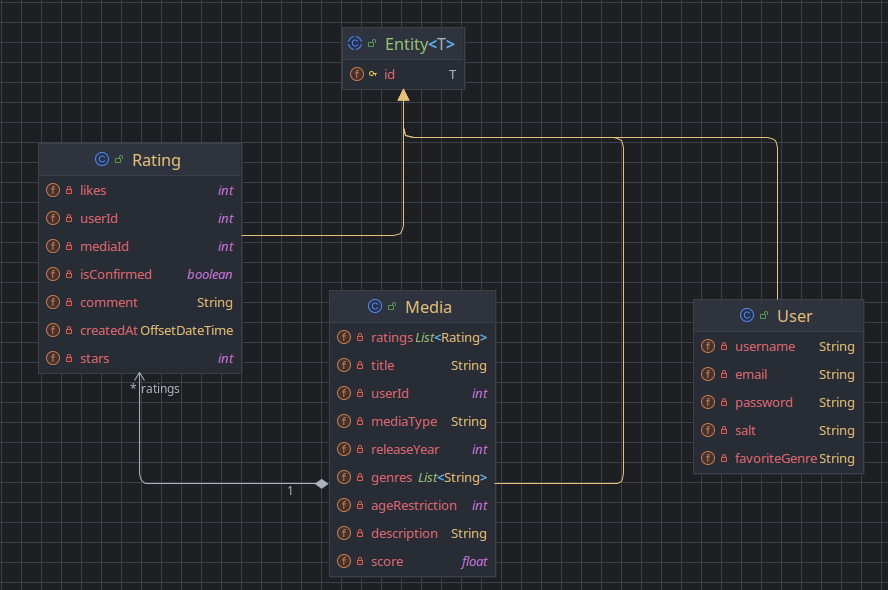 Entity<T>
id T
Rating
likes int
userId int
mediaId int
isConfirmed boolean
comment String
createdAt OffsetDateTime
stars int
* ratings
1
Media
ratings List<Rating>
title String
userId int
mediaType String
releaseYear int
genres List<String>
ageRestriction int
description String
score float
User
username String
email String
password String
salt String
favoriteGenre String